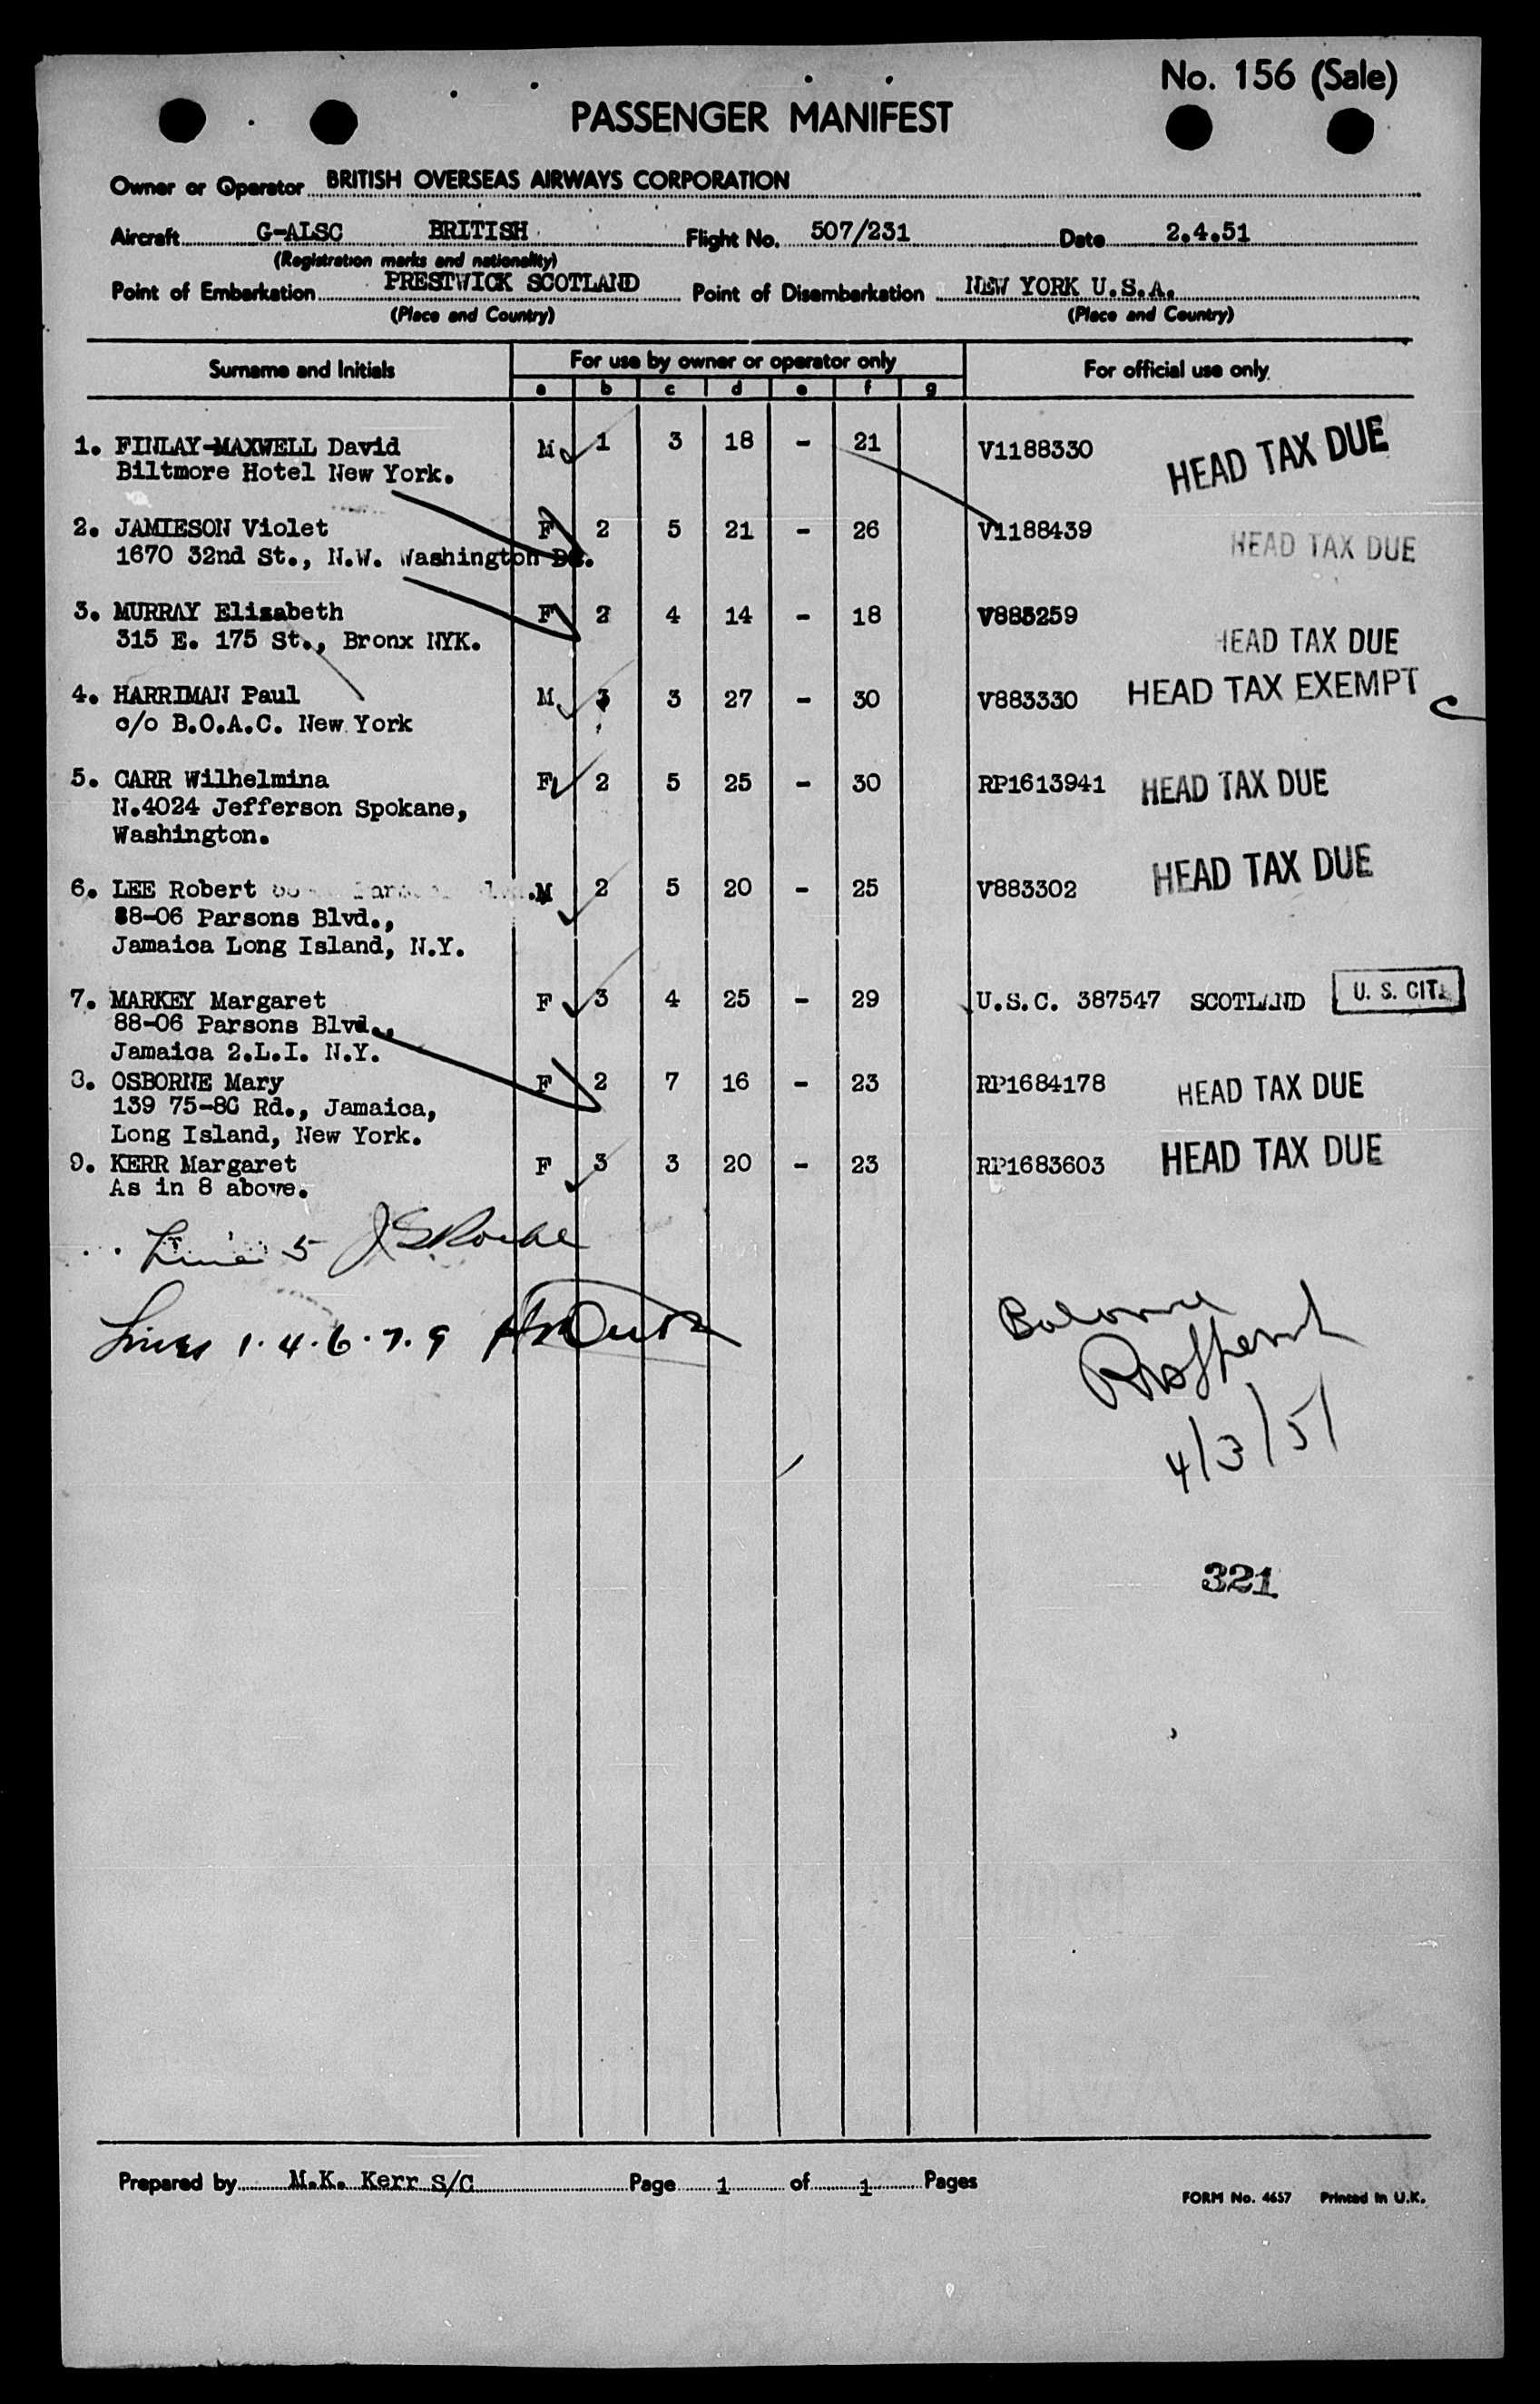 No. 156 (Sale)
PASSENGER MANIFEST
Owner or Operator BRITISH OVERSEAS AIRWAYS CORPORATION
Aircraft G-ALSC BRITISH Flight No. 507/231 Date 2.4.51
(Registration marks and nationality)
Point of Embarkation PRESTWICK SCOTLAND Point of Disembarkation NEW YORK U.S.A.
(Place and Country) (Place and Country)
Surname and Initials For use by owner or operator only For official use only
a b c d e f g
1. FINLAY-MAXWELL David M 1 3 18 - 21 V1188330 HEAD TAX DUE
Biltmore Hotel New York.
2. JAMIESON Violet F 2 5 21 - 26 V1188439 HEAD TAX DUE
1670 32nd St., N.W. Washington DC.
3. MURRAY Elisabeth F 2 4 14 - 18 V883259 HEAD TAX DUE
315 E. 175 St., Bronx NYK.
4. HARRIMAN Paul M 3 3 27 - 30 V883330 HEAD TAX EXEMPT
c/o B.O.A.C. New York
5. CARR Wilhelmina F 2 5 25 - 30 RP1613941 HEAD TAX DUE
N.4024 Jefferson Spokane,
Washington.
6. LEE Robert M 2 5 20 - 25 V883302 HEAD TAX DUE
88-06 Parsons Blvd.,
Jamaica Long Island, N.Y.
7. MARKEY Margaret F 3 4 25 - 29 U.S.C. 387547 SCOTLAND U. S. CIT.
88-06 Parsons Blvd.,
Jamaica 2.L.I. N.Y.
8. OSBORNE Mary F 2 7 16 - 23 RP1684178 HEAD TAX DUE
139 75-80 Rd., Jamaica,
Long Island, New York.
9. KERR Margaret F 3 3 20 - 23 RP1683603 HEAD TAX DUE
As in 8 above.
Line 5
Lines 1.4.6.7.9
Balance
4/3/51
321
Prepared by M.K. Kerr S/C Page 1 of 1 Pages
FORM No. 4657 Printed in U.K.